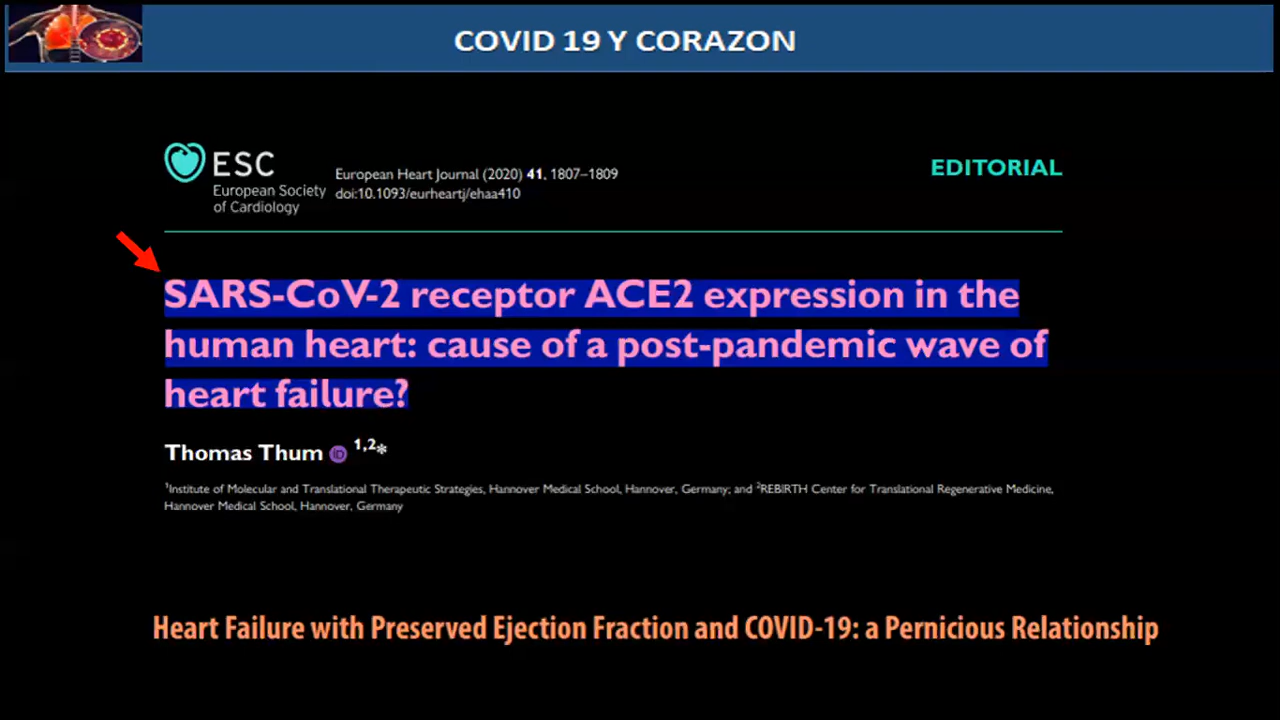 COVID 19 Y CORAZON
ESC
European Society
of Cardiology
European Heart Journal (2020) 41, 1807–1809
doi:10.1093/eurheartj/ehaa410
EDITORIAL
SARS-CoV-2 receptor ACE2 expression in the
human heart: cause of a post-pandemic wave of
heart failure?
Thomas Thum iD 1,2*
1Institute of Molecular and Translational Therapeutic Strategies, Hannover Medical School, Hannover, Germany; and 2REBIRTH Center for Translational Regenerative Medicine,
Hannover Medical School, Hannover, Germany
Heart Failure with Preserved Ejection Fraction and COVID-19: a Pernicious Relationship